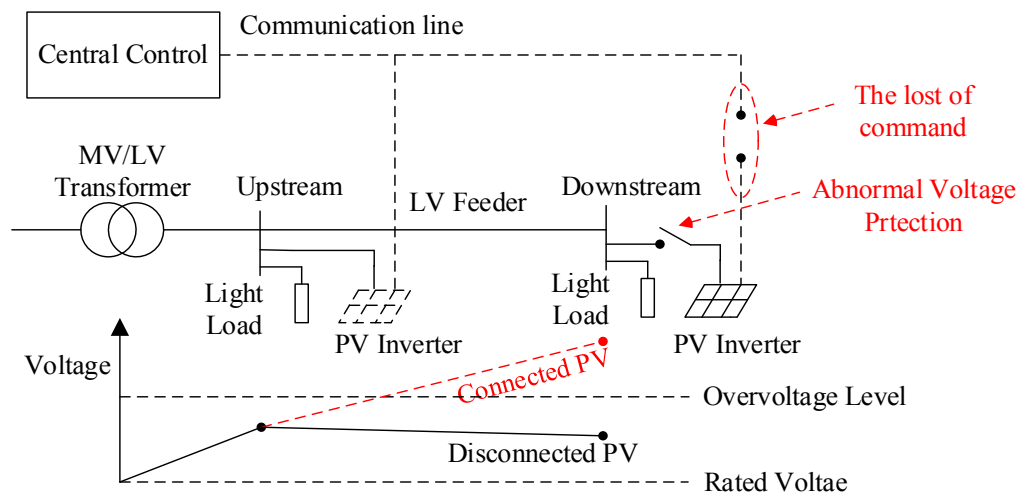 Communication line
Central Control
The lost of
command
MV/LV
Transformer
Upstream
LV Feeder
Downstream
Abnormal Voltage
Prtection
Light
Load
PV Inverter
Light
Load
PV Inverter
Voltage
Connected PV
Overvoltage Level
Disconnected PV
Rated Voltae